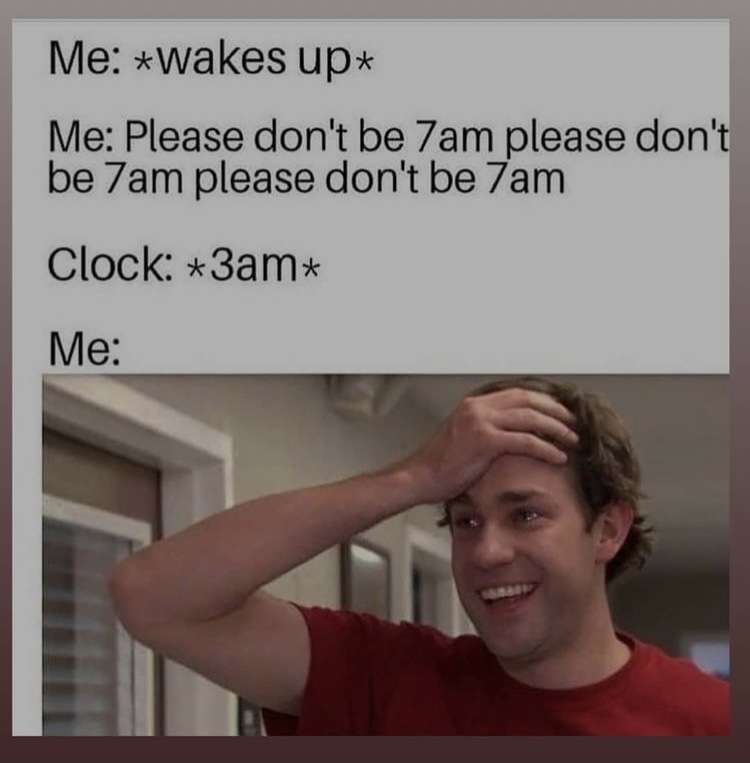 Me: *wakes up*
Me: Please don't be 7am please don't
be 7am please don't be 7am
Clock: *3am*
Me: